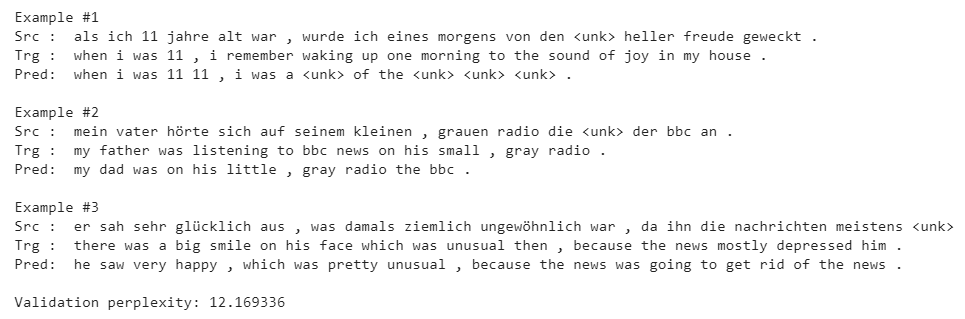 Example #1
Src :  als ich 11 jahre alt war , wurde ich eines morgens von den <unk> heller freude geweckt .
Trg :  when i was 11 , i remember waking up one morning to the sound of joy in my house .
Pred:  when i was 11 11 , i was a <unk> of the <unk> <unk> <unk> .

Example #2
Src :  mein vater hörte sich auf seinem kleinen , grauen radio die <unk> der bbc an .
Trg :  my father was listening to bbc news on his small , gray radio .
Pred:  my dad was on his little , gray radio the bbc .

Example #3
Src :  er sah sehr glücklich aus , was damals ziemlich ungewöhnlich war , da ihn die nachrichten meistens <unk>
Trg :  there was a big smile on his face which was unusual then , because the news mostly depressed him .
Pred:  he saw very happy , which was pretty unusual , because the news was going to get rid of the news .

Validation perplexity: 12.169336